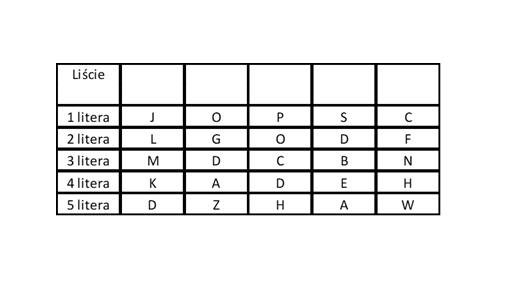 Liście
1 litera J O P S C
2 litera L G O D F
3 litera M D C B N
4 litera K A D E H
5 litera D Z H A W